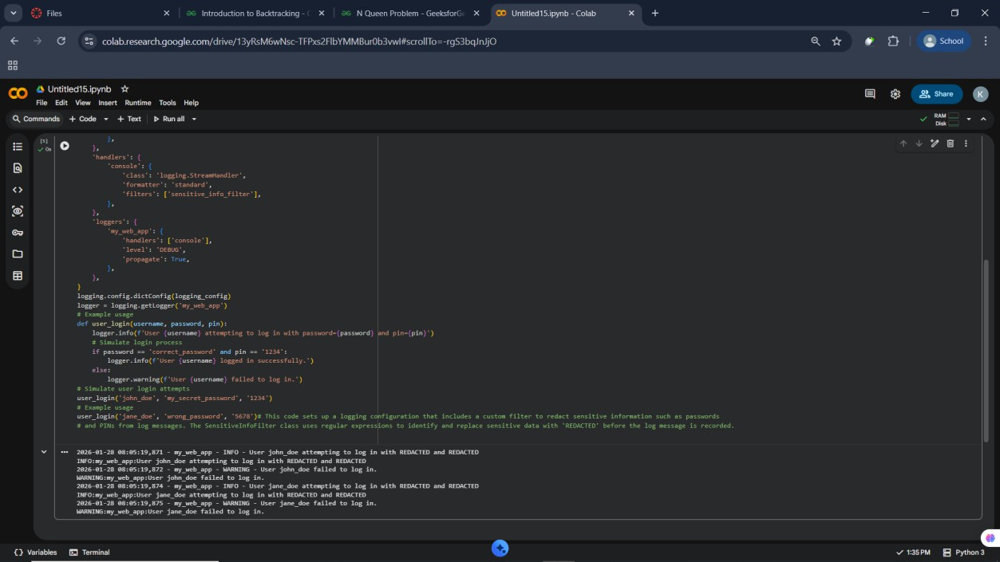 Files
Introduction to Backtracking - G
N Queen Problem - GeeksforGe
Untitled15.ipynb - Colab
colab.research.google.com/drive/13yRsM6wNsc-TFPxs2FlbYMMBur0b3vwI#scrollTo=-rgS3bqJnJjO
School
Untitled15.ipynb
File Edit View Insert Runtime Tools Help
Share
K
Commands + Code + Text Run all
RAM
Disk
[1]
0s
},
},
'handlers': {
'console': {
'class': 'logging.StreamHandler',
'formatter': 'standard',
'filters': ['sensitive_info_filter'],
},
},
'loggers': {
'my_web_app': {
'handlers': ['console'],
'level': 'DEBUG',
'propagate': True,
},
},
}
logging.config.dictConfig(logging_config)
logger = logging.getLogger('my_web_app')
# Example usage
def user_login(username, password, pin):
logger.info(f'User {username} attempting to log in with password={password} and pin={pin}')
# Simulate login process
if password == 'correct_password' and pin == '1234':
logger.info(f'User {username} logged in successfully.')
else:
logger.warning(f'User {username} failed to log in.')
# Simulate user login attempts
user_login('john_doe', 'my_secret_password', '1234')
# Example usage
user_login('jane_doe', 'wrong_password', '5678')# This code sets up a logging configuration that includes a custom filter to redact sensitive information such as passwords
# and PINs from log messages. The SensitiveInfoFilter class uses regular expressions to identify and replace sensitive data with 'REDACTED' before the log message is recorded.
2026-01-28 08:05:19,871 - my_web_app - INFO - User john_doe attempting to log in with REDACTED and REDACTED
INFO:my_web_app:User john_doe attempting to log in with REDACTED and REDACTED
2026-01-28 08:05:19,872 - my_web_app - WARNING - User john_doe failed to log in.
WARNING:my_web_app:User john_doe failed to log in.
2026-01-28 08:05:19,874 - my_web_app - INFO - User jane_doe attempting to log in with REDACTED and REDACTED
INFO:my_web_app:User jane_doe attempting to log in with REDACTED and REDACTED
2026-01-28 08:05:19,875 - my_web_app - WARNING - User jane_doe failed to log in.
WARNING:my_web_app:User jane_doe failed to log in.
Variables Terminal
1:35 PM Python 3